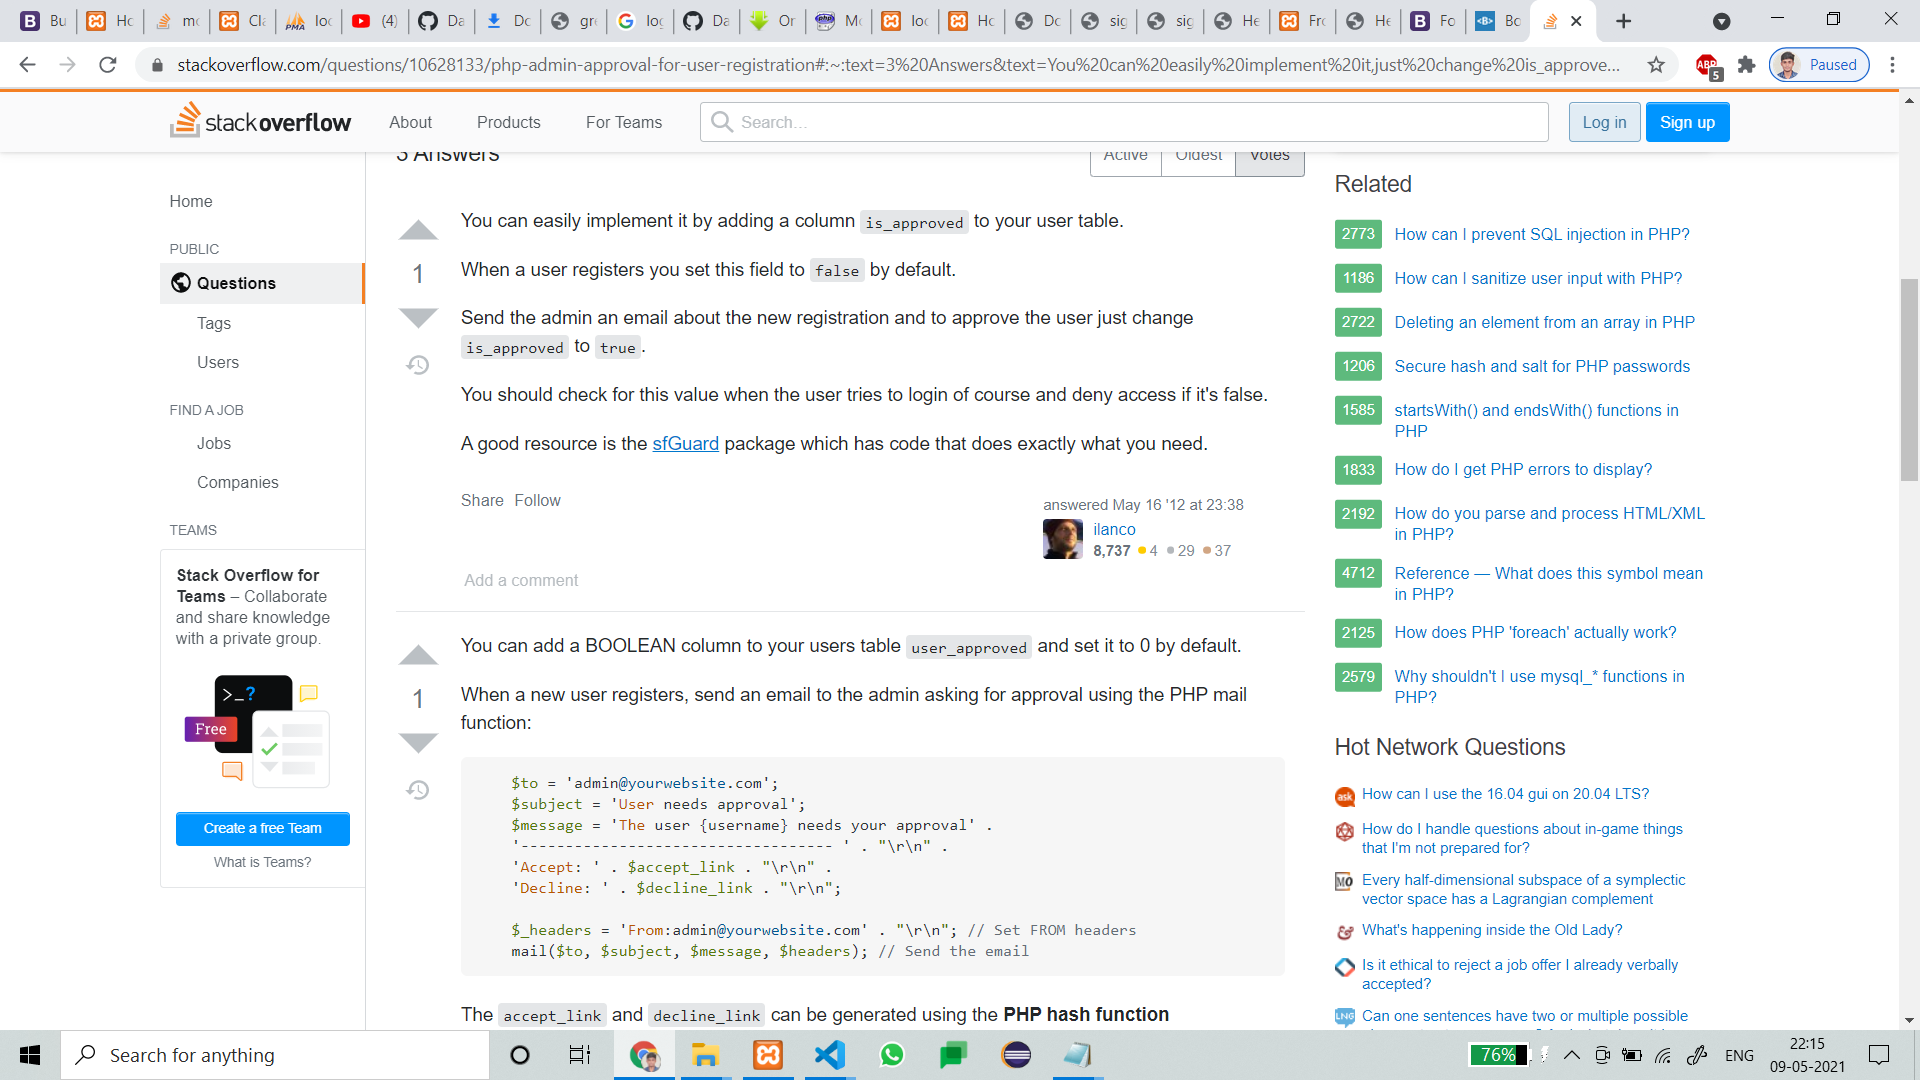 Bu
Ho
mo
Cla
loc
(4)
Da
Do
gre
log
Da
On
Mo
loc
Ho
Do
sig
sig
He
Fro
He
Fo
Bo
stackoverflow.com/questions/10628133/php-admin-approval-for-user-registration#:~:text=3%20Answers&text=You%20can%20easily%20implement%20it,just%20change%20is_approve...
ABP
5
Paused
stackoverflow
About
Products
For Teams
Search...
Log in
Sign up
3 Answers
Active
Oldest
Votes
Home
PUBLIC
Questions
Tags
Users
FIND A JOB
Jobs
Companies
TEAMS
Stack Overflow for
Teams – Collaborate
and share knowledge
with a private group.
>_?
Free
Create a free Team
What is Teams?
You can easily implement it by adding a column is_approved to your user table.
1
When a user registers you set this field to false by default.
Send the admin an email about the new registration and to approve the user just change
is_approved to true.
You should check for this value when the user tries to login of course and deny access if it's false.
A good resource is the sfGuard package which has code that does exactly what you need.
Share Follow
answered May 16 '12 at 23:38
ilanco
8,737 4 29 37
Add a comment
You can add a BOOLEAN column to your users table user_approved and set it to 0 by default.
1
When a new user registers, send an email to the admin asking for approval using the PHP mail
function:
$to = 'admin@yourwebsite.com';
$subject = 'User needs approval';
$message = 'The user {username} needs your approval' .
'----------------------------------- ' . "\r\n" .
'Accept: ' . $accept_link . "\r\n" .
'Decline: ' . $decline_link . "\r\n";
$_headers = 'From:admin@yourwebsite.com' . "\r\n"; // Set FROM headers
mail($to, $subject, $message, $headers); // Send the email
The accept_link and decline_link can be generated using the PHP hash function
Related
2773 How can I prevent SQL injection in PHP?
1186 How can I sanitize user input with PHP?
2722 Deleting an element from an array in PHP
1206 Secure hash and salt for PHP passwords
1585 startsWith() and endsWith() functions in
PHP
1833 How do I get PHP errors to display?
2192 How do you parse and process HTML/XML
in PHP?
4712 Reference — What does this symbol mean
in PHP?
2125 How does PHP 'foreach' actually work?
2579 Why shouldn't I use mysql_* functions in
PHP?
Hot Network Questions
How can I use the 16.04 gui on 20.04 LTS?
How do I handle questions about in-game things
that I'm not prepared for?
Every half-dimensional subspace of a symplectic
vector space has a Lagrangian complement
What's happening inside the Old Lady?
Is it ethical to reject a job offer I already verbally
accepted?
Can one sentences have two or multiple possible
Search for anything
76%
ENG
22:15
09-05-2021